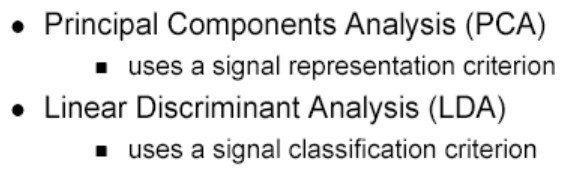 ● Principal Components Analysis (PCA)
■ uses a signal representation criterion
● Linear Discriminant Analysis (LDA)
■ uses a signal classification criterion